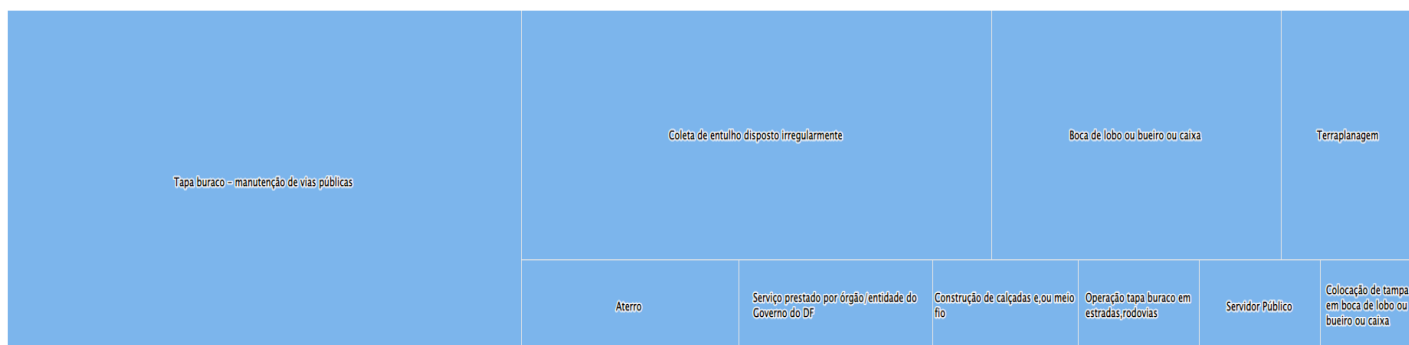 Tapa buraco – manutenção de vias públicas
Coleta de entulho disposto irregularmente
Boca de lobo ou bueiro ou caixa
Terraplanagem
Aterro
Serviço prestado por órgão/entidade do
Governo do DF
Construção de calçadas e,ou meio
fio
Operação tapa buraco em
estradas,rodovias
Servidor Público
Colocação de tampa
em boca de lobo ou
bueiro ou caixa